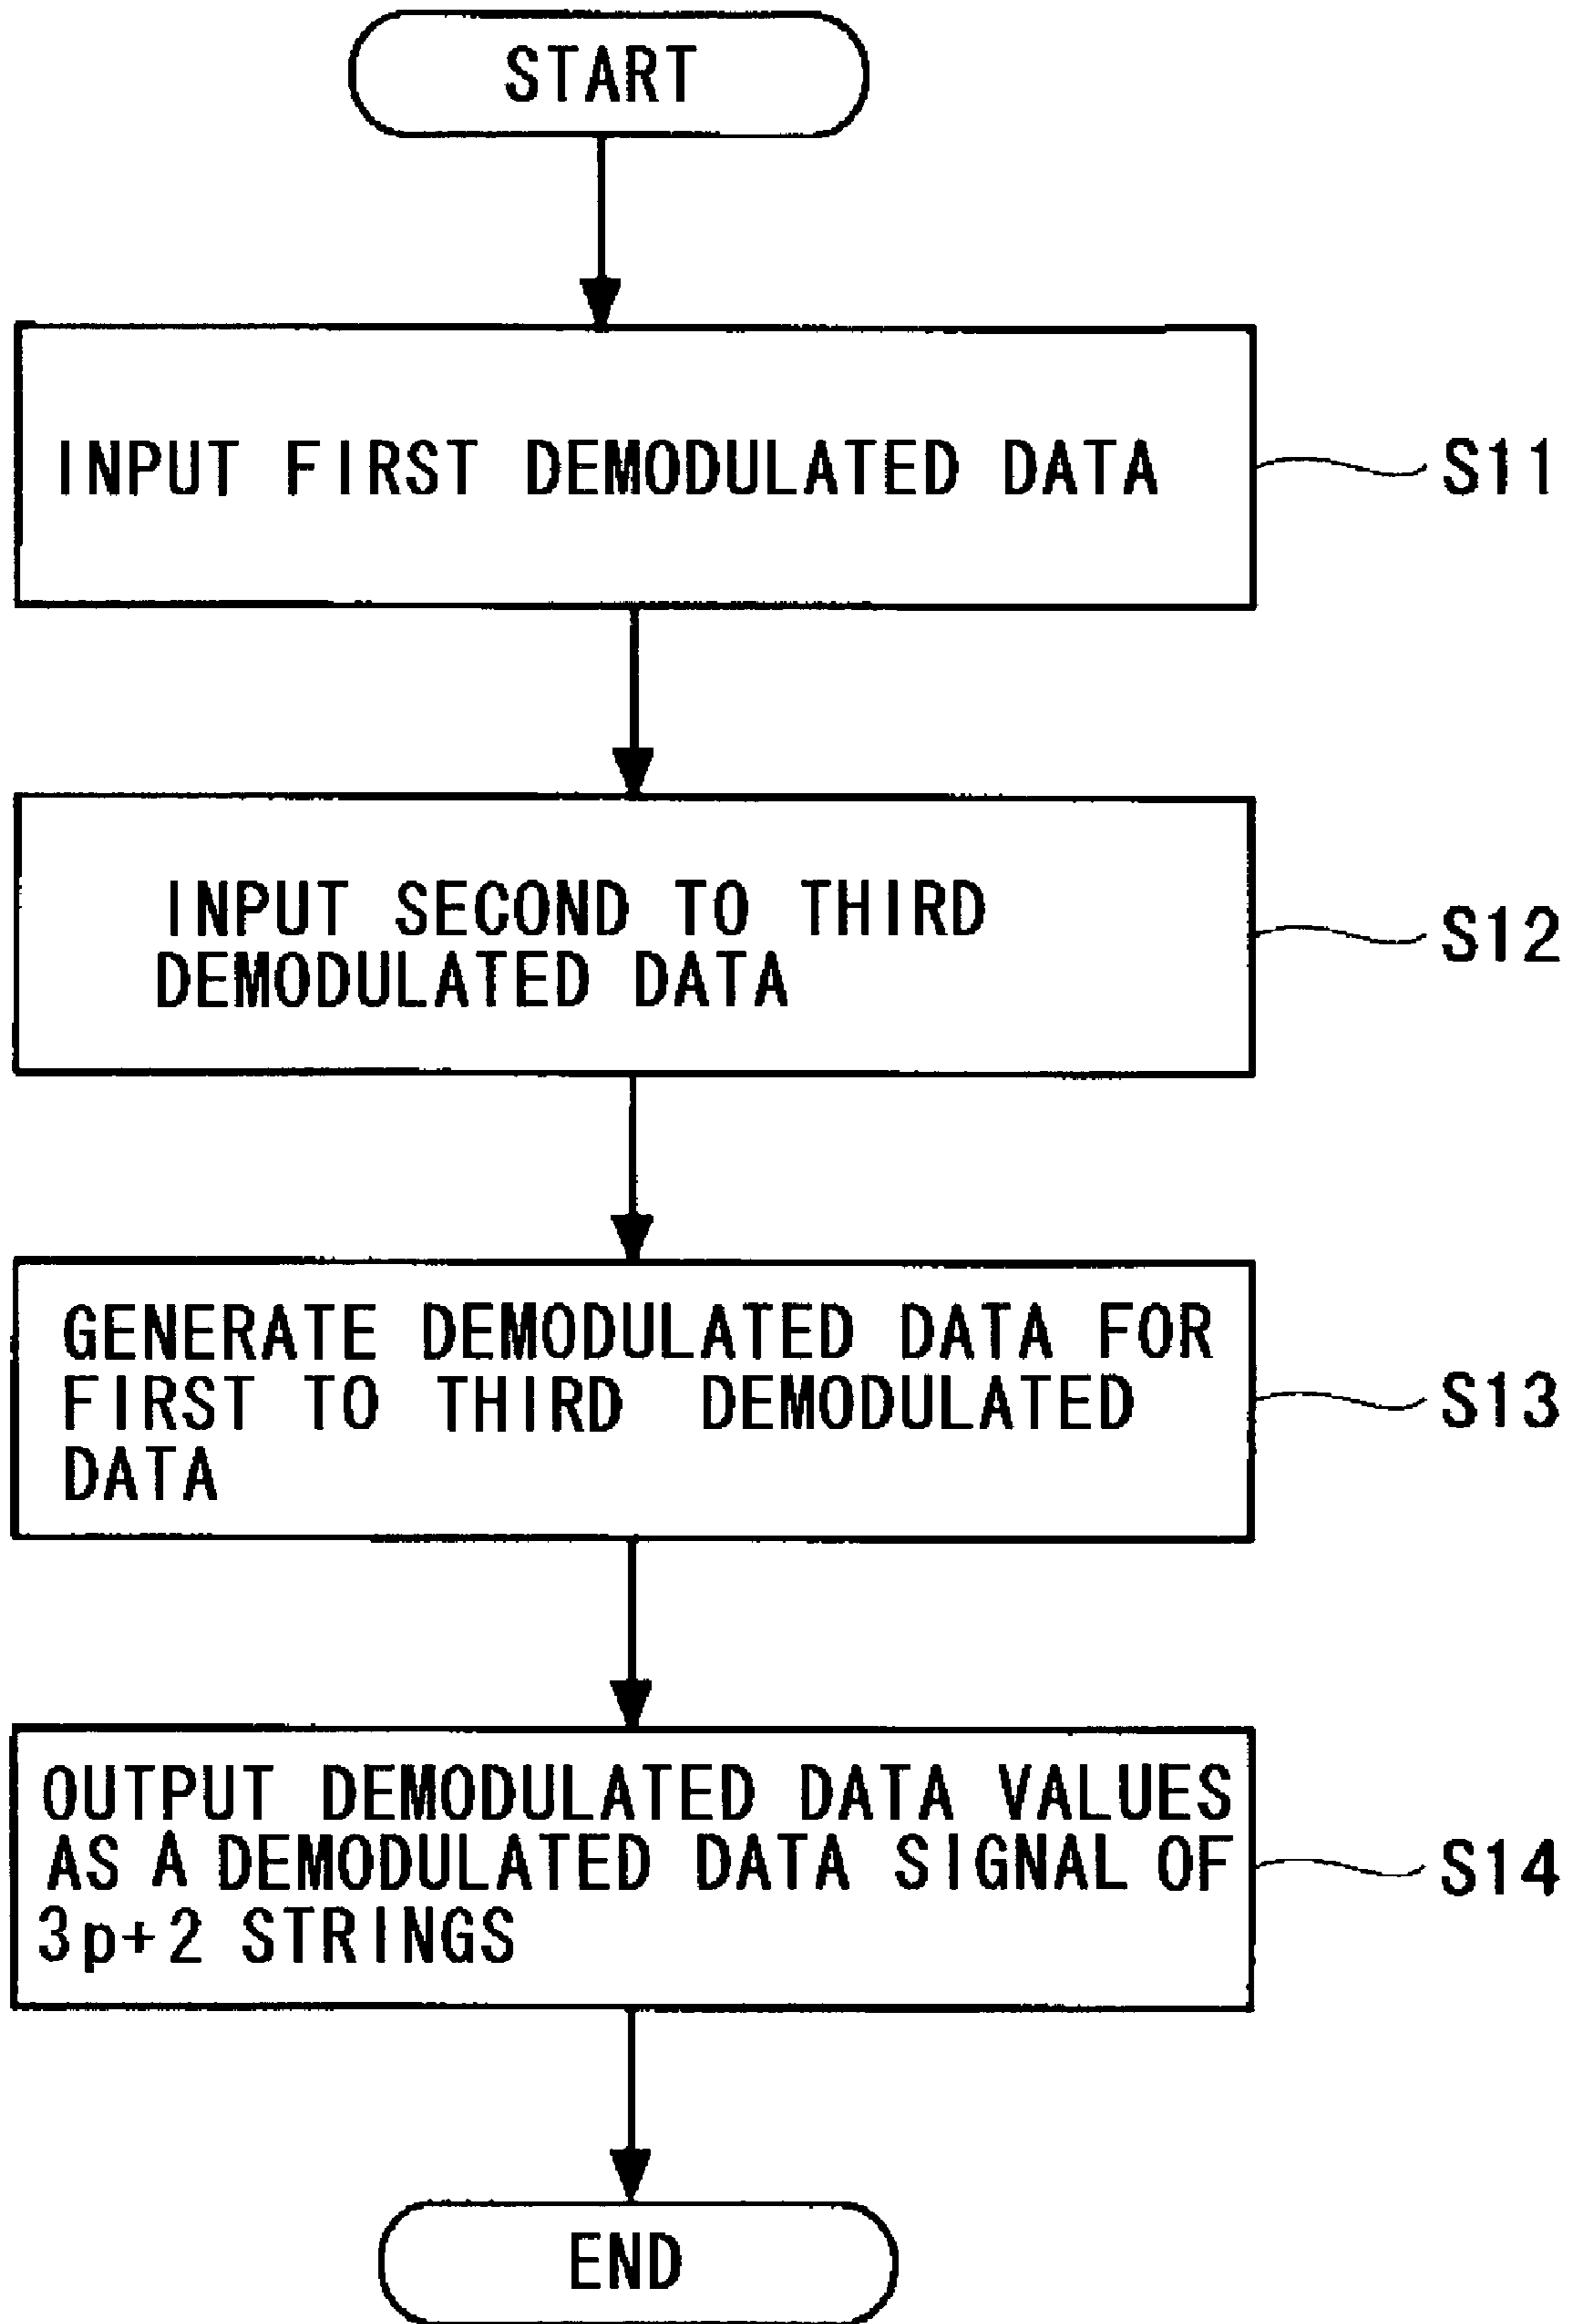 START
INPUT FIRST DEMODULATED DATA
S11
INPUT SECOND TO THIRD
DEMODULATED DATA
S12
GENERATE DEMODULATED DATA FOR
FIRST TO THIRD DEMODULATED
DATA
S13
OUTPUT DEMODULATED DATA VALUES
AS A DEMODULATED DATA SIGNAL OF
3p+2 STRINGS
S14
END